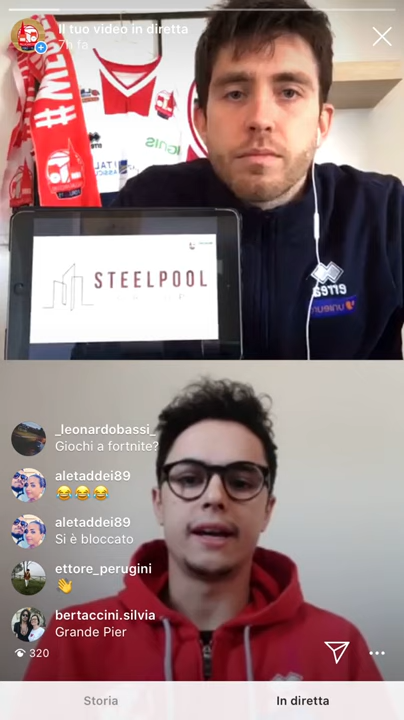 Il tuo video in diretta
7h fa
STEELPOOL
errea
_leonardobassi_
Giochi a fortnite?
aletaddei89
😂😂😂
aletaddei89
Si è bloccato
ettore_perugini
👋
bertaccini.silvia
Grande Pier
320
Storia
In diretta